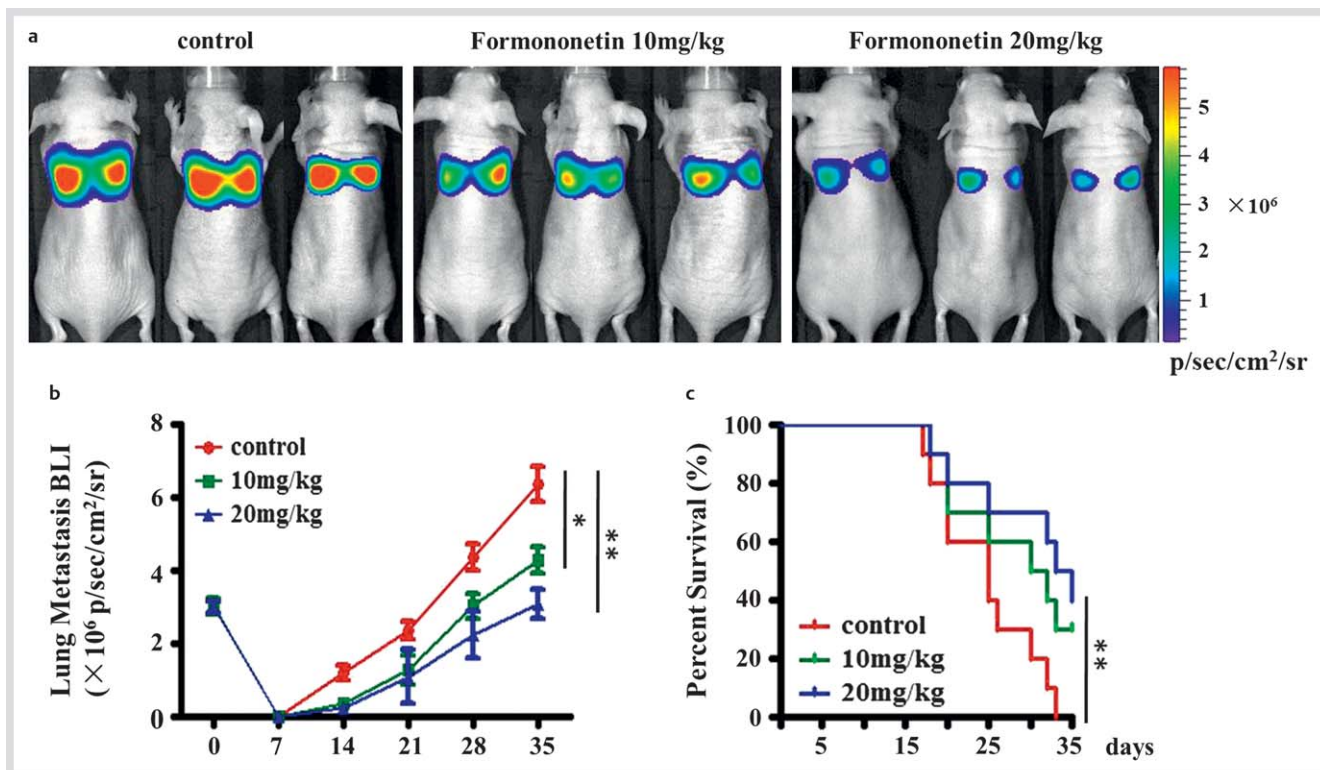 a
control
Formononetin 10mg/kg
Formononetin 20mg/kg
5
4
3
2
1
×10⁶
p/sec/cm²/sr
b
Lung Metastasis BLI
(×10⁶ p/sec/cm²/sr)
8
6
4
2
0
control
10mg/kg
20mg/kg
*
**
0 7 14 21 28 35
c
Percent Survival (%)
100
80
60
40
20
0
control
10mg/kg
20mg/kg
**
5 15 25 35 days